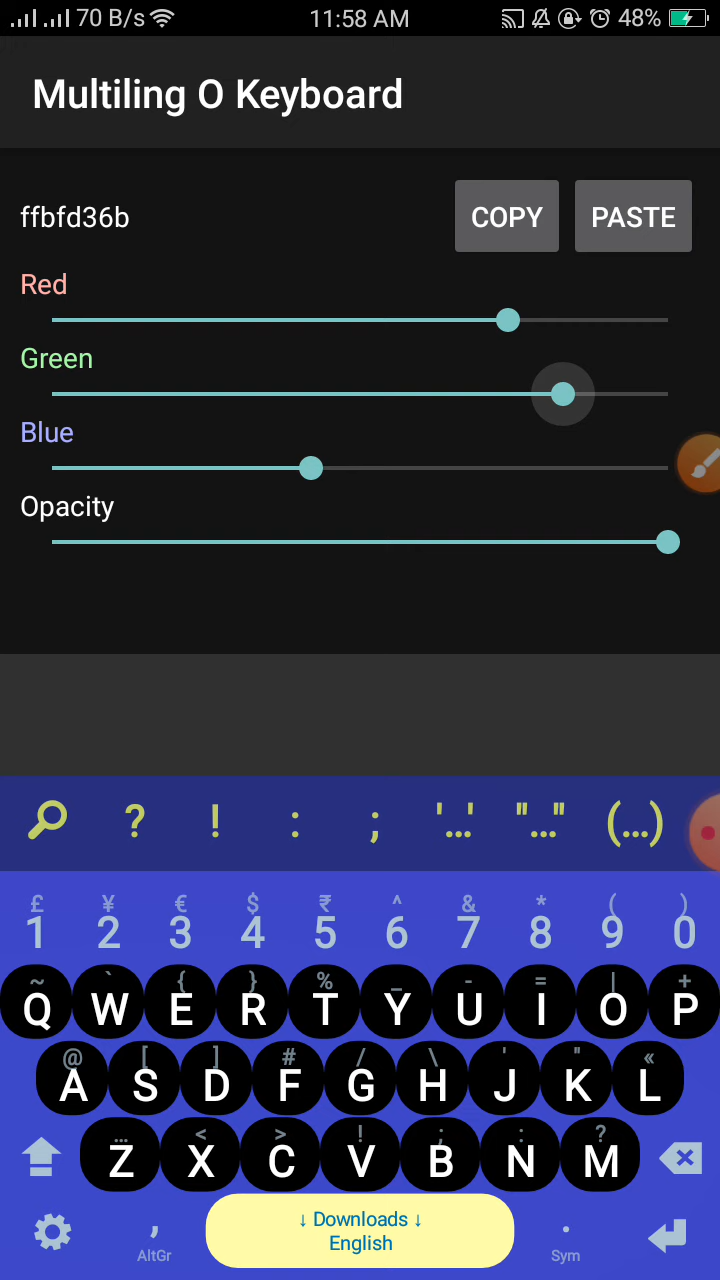 70 B/s 11:58 AM 48%
Multiling O Keyboard
ffbfd36b COPY PASTE
Red
Green
Blue
Opacity
? ! : ; '...' "..." (...)
£ ¥ € $ ₹ ^ & * ( )
1 2 3 4 5 6 7 8 9 0
~ ` { } % _ - = | +
Q W E R T Y U I O P
@ [ ] # / \ ' " «
A S D F G H J K L
... < > ! ; : ?
Z X C V B N M
, ↓ Downloads ↓ .
AltGr English Sym